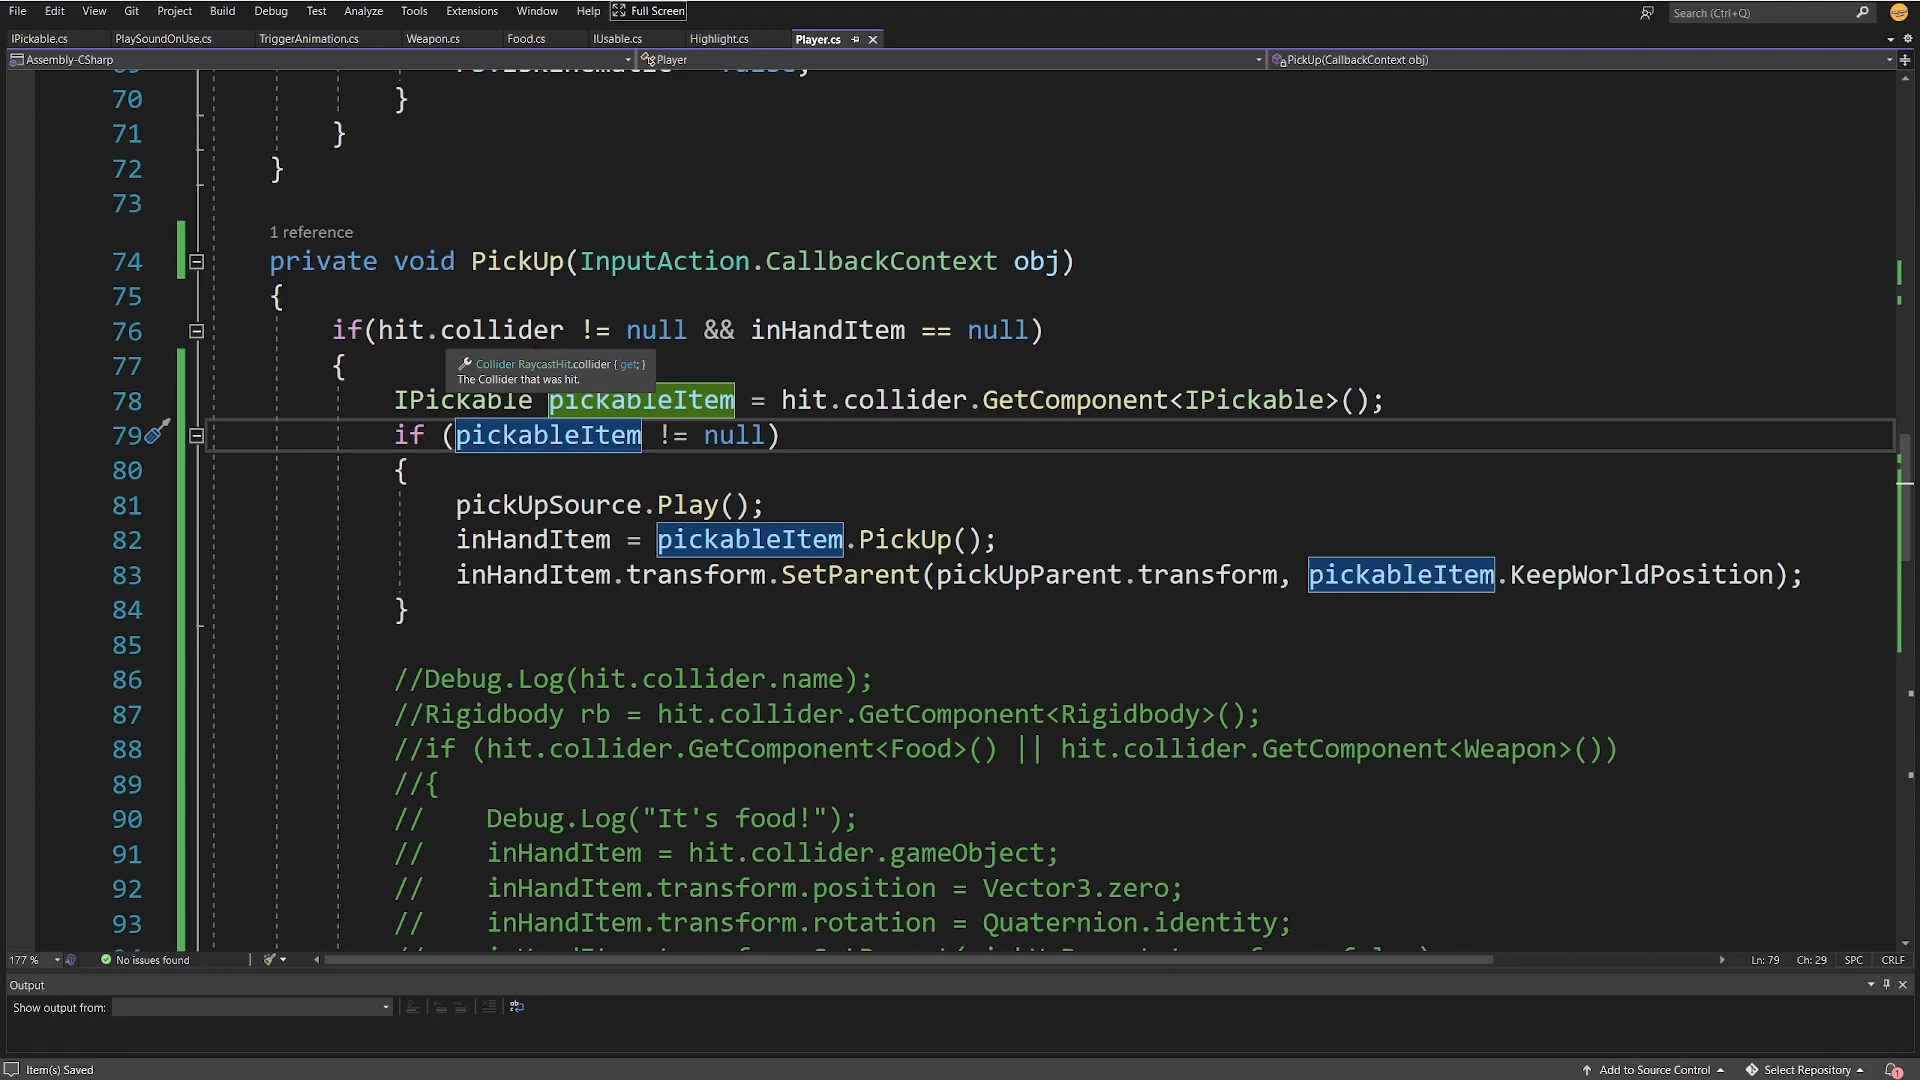 File Edit View Git Project Build Debug Test Analyze Tools Extensions Window Help Full Screen Search (Ctrl+Q)
IPickable.cs PlaySoundOnUse.cs TriggerAnimation.cs Weapon.cs Food.cs IUsable.cs Highlight.cs Player.cs
Assembly-CSharp Player PickUp(CallbackContext obj)
70 }
71 }
72 }
73
1 reference
74 private void PickUp(InputAction.CallbackContext obj)
75 {
76 if(hit.collider != null && inHandItem == null)
77 {
Collider RaycastHit.collider { get; }
The Collider that was hit.
78 IPickable pickableItem = hit.collider.GetComponent<IPickable>();
79 if (pickableItem != null)
80 {
81 pickUpSource.Play();
82 inHandItem = pickableItem.PickUp();
83 inHandItem.transform.SetParent(pickUpParent.transform, pickableItem.KeepWorldPosition);
84 }
85
86 //Debug.Log(hit.collider.name);
87 //Rigidbody rb = hit.collider.GetComponent<Rigidbody>();
88 //if (hit.collider.GetComponent<Food>() || hit.collider.GetComponent<Weapon>())
89 //{
90 // Debug.Log("It's food!");
91 // inHandItem = hit.collider.gameObject;
92 // inHandItem.transform.position = Vector3.zero;
93 // inHandItem.transform.rotation = Quaternion.identity;
177 % No issues found Ln: 79 Ch: 29 SPC CRLF
Output
Show output from:
Item(s) Saved Add to Source Control Select Repository 1